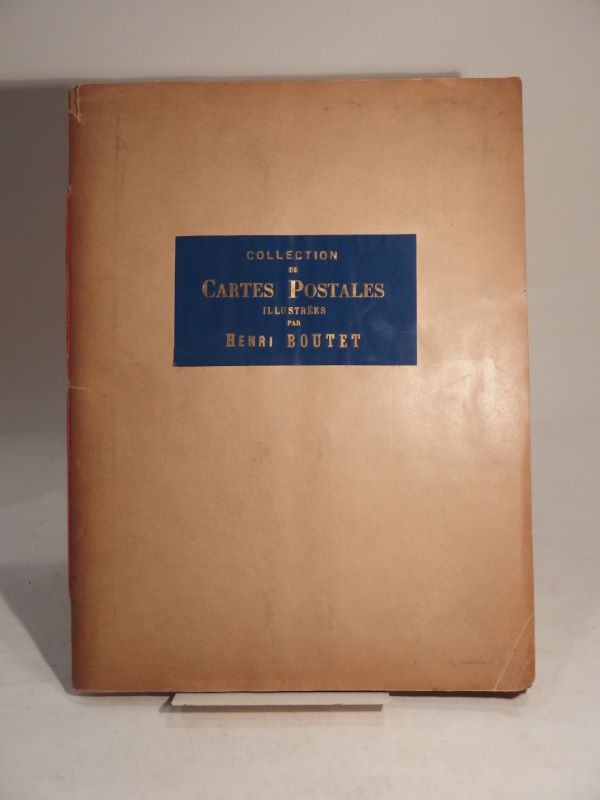 COLLECTION
DE
CARTES POSTALES
ILLUSTRÉES
PAR
HENRI BOUTET